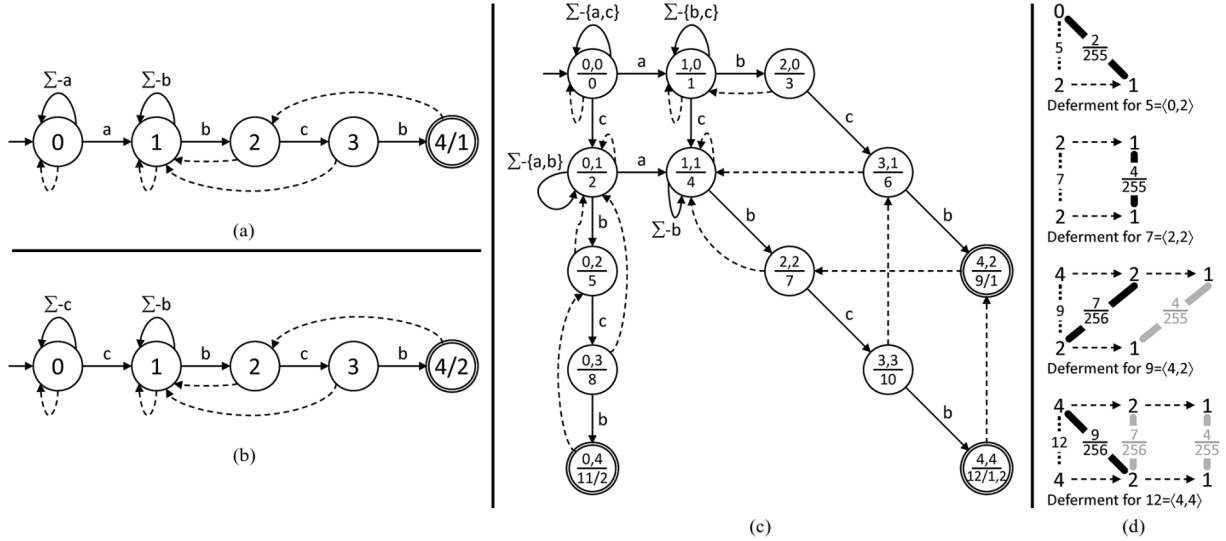 Σ-a
Σ-b
0
a
1
b
2
c
3
b
4/1
(a)
Σ-c
Σ-b
0
c
1
b
2
c
3
b
4/2
(b)
Σ-{a,c}
Σ-{b,c}
0,0
0
a
1,0
1
b
2,0
3
c
c
c
Σ-{a,b}
0,1
2
a
1,1
4
3,1
6
b
Σ-b
b
b
0,2
5
2,2
7
4,2
9/1
c
c
0,3
8
3,3
10
b
b
0,4
11/2
4,4
12/1,2
(c)
0
5
2
255
2
1
Deferment for 5=⟨0,2⟩
2
1
7
4
255
2
1
Deferment for 7=⟨2,2⟩
4
2
1
9
7
256
4
255
2
1
Deferment for 9=⟨4,2⟩
4
2
1
12
9
256
7
256
4
255
4
2
1
Deferment for 12=⟨4,4⟩
(d)